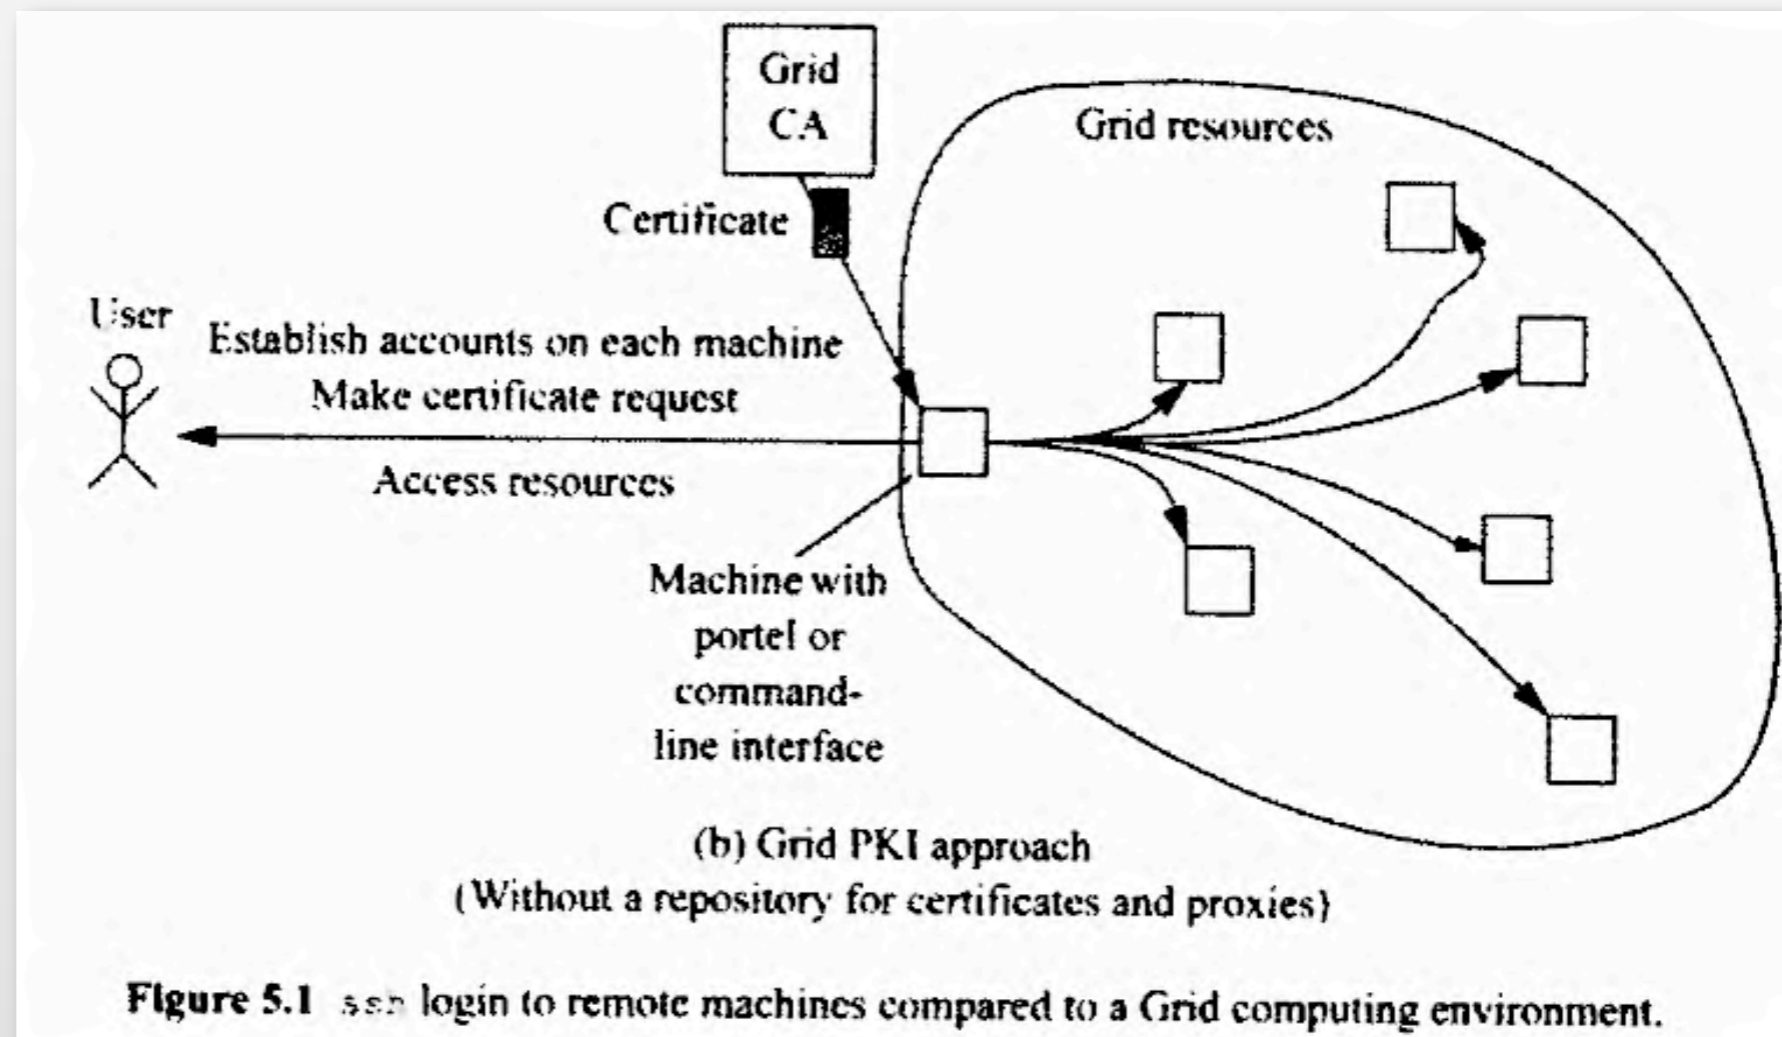 Grid
CA
Grid resources
Certificate
User
Establish accounts on each machine
Make certificate request
Access resources
Machine with
portel or
command-
line interface
(b) Grid PKI approach
(Without a repository for certificates and proxies)
Figure 5.1 ssh login to remote machines compared to a Grid computing environment.